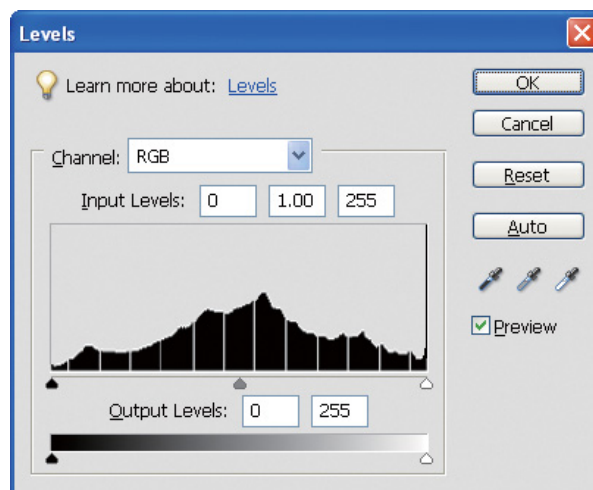 Levels
Learn more about: Levels
OK
Cancel
Channel: RGB
Reset
Input Levels: 0 1.00 255
Auto
Preview
Output Levels: 0 255